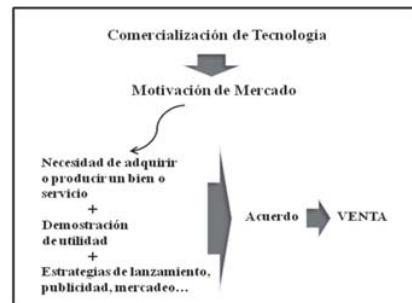 Comercialización de Tecnología
Motivación de Mercado
Necesidad de adquirir
o producir un bien o
servicio
+
Demostración
de utilidad
+
Estrategias de lanzamiento,
publicidad, mercadeo...
Acuerdo
VENTA